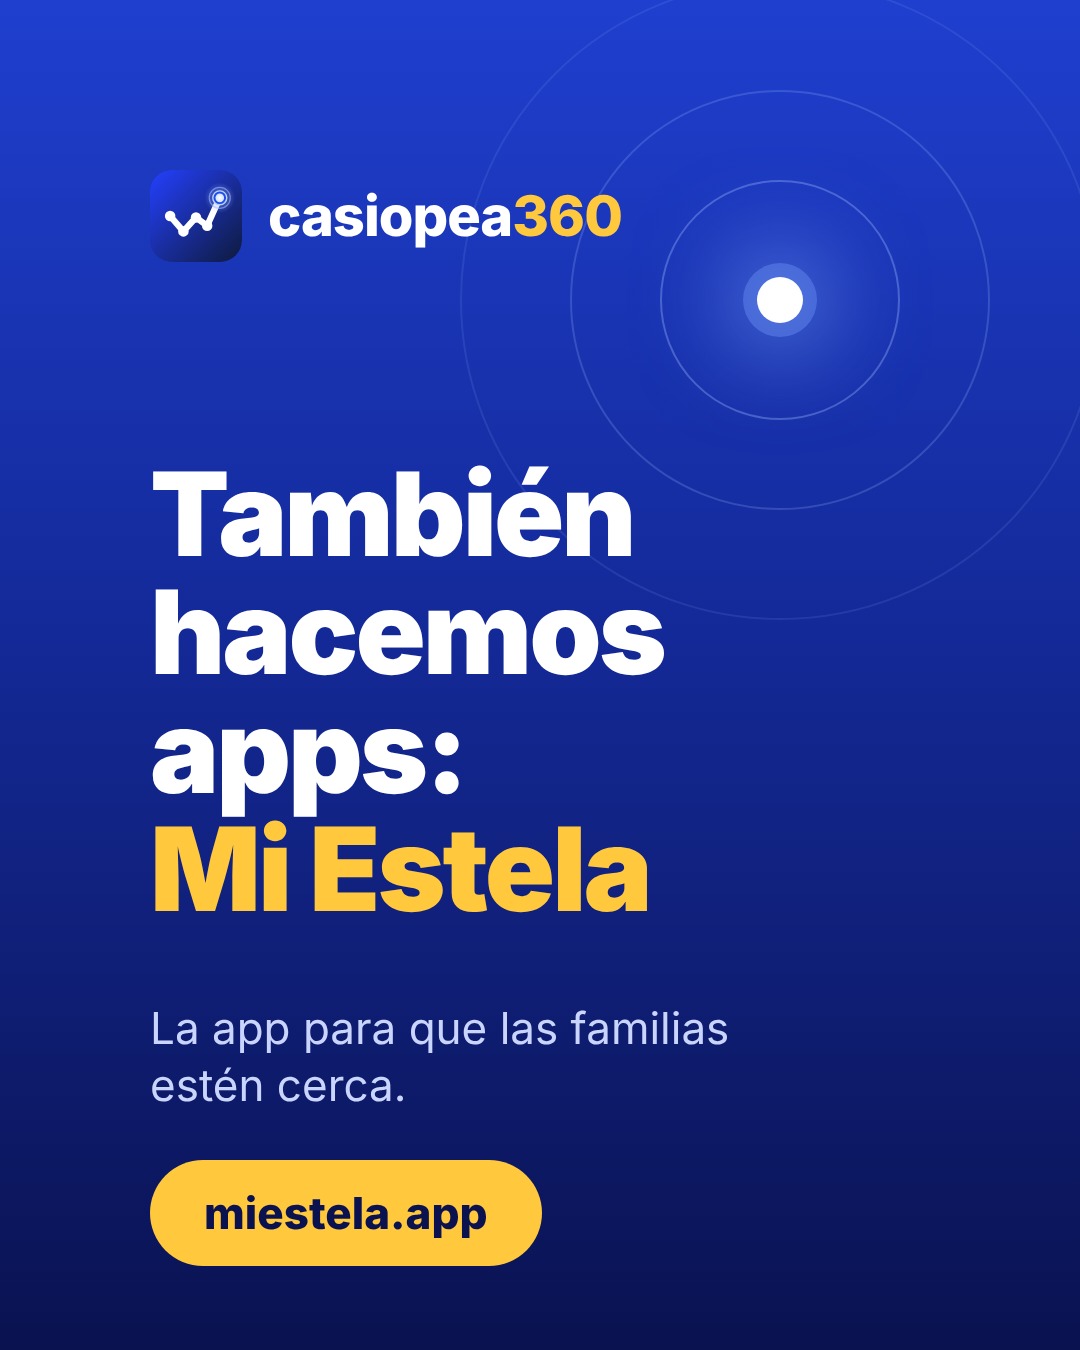 casiopea360
También
hacemos
apps:
Mi Estela
La app para que las familias
estén cerca.
miestela.app